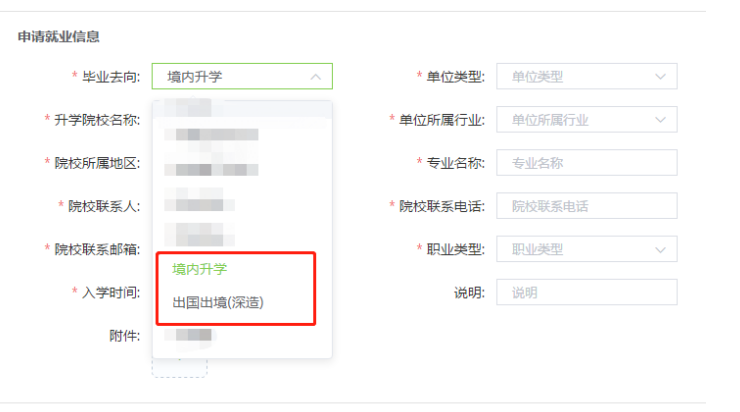 申请就业信息
* 毕业去向: 境内升学
* 单位类型: 单位类型
* 升学院校名称:
* 单位所属行业: 单位所属行业
* 院校所属地区:
* 专业名称: 专业名称
* 院校联系人:
* 院校联系电话: 院校联系电话
* 院校联系邮箱:
* 职业类型: 职业类型
境内升学
* 入学时间:
出国出境(深造)
说明: 说明
附件: